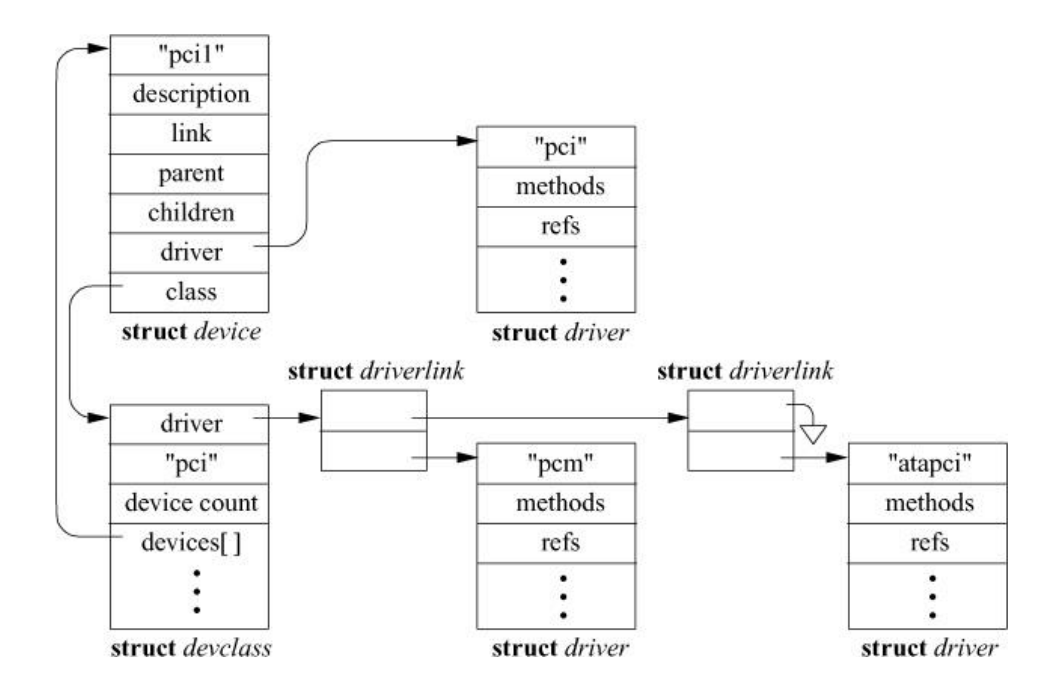 "pci1"
description
link
parent
children
driver
class
struct device
"pci"
methods
refs
struct driver
struct driverlink
struct driverlink
driver
"pci"
device count
devices[ ]
struct devclass
"pcm"
methods
refs
struct driver
"atapci"
methods
refs
struct driver